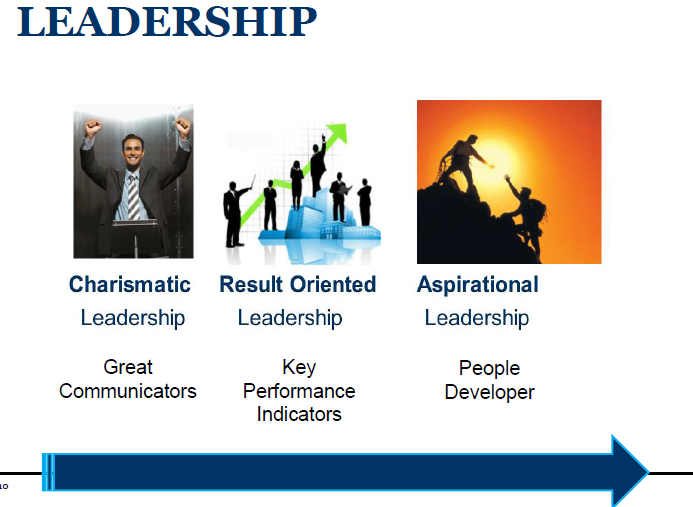 LEADERSHIP
Charismatic
Leadership
Great
Communicators
Result Oriented
Leadership
Key
Performance
Indicators
Aspirational
Leadership
People
Developer